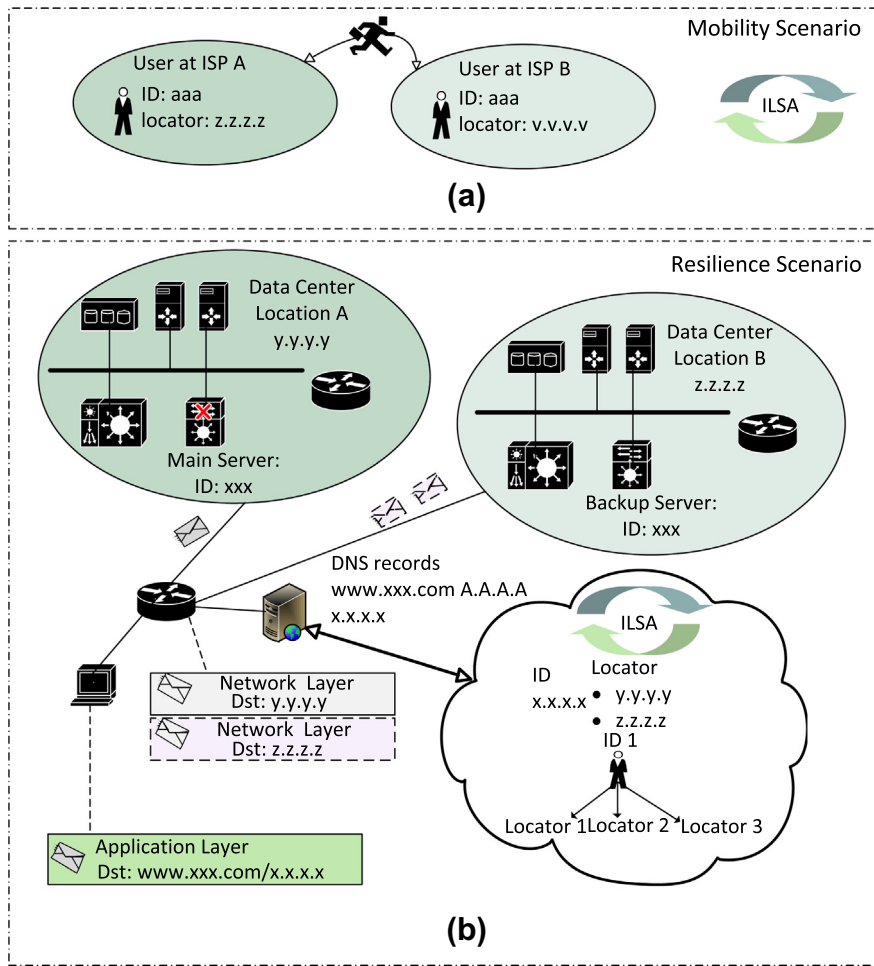 Mobility Scenario
User at ISP A
ID: aaa
locator: z.z.z.z
User at ISP B
ID: aaa
locator: v.v.v.v
ILSA
(a)
Resilience Scenario
Data Center
Location A
y.y.y.y
Main Server:
ID: xxx
Data Center
Location B
z.z.z.z
Backup Server:
ID: xxx
DNS records
www.xxx.com A.A.A.A
x.x.x.x
ILSA
ID
x.x.x.x
Locator
• y.y.y.y
• z.z.z.z
ID 1
Locator 1 Locator 2 Locator 3
Network Layer
Dst: y.y.y.y
Network Layer
Dst: z.z.z.z
Application Layer
Dst: www.xxx.com/x.x.x.x
(b)